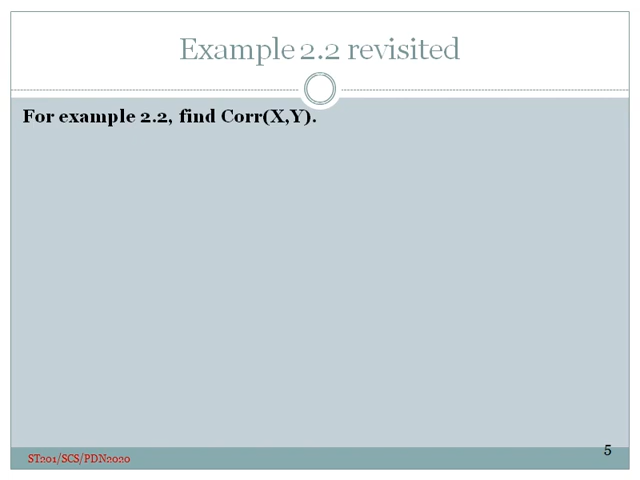 Example 2.2 revisited
For example 2.2, find Corr(X,Y).
ST201/SCS/PDN2020
5